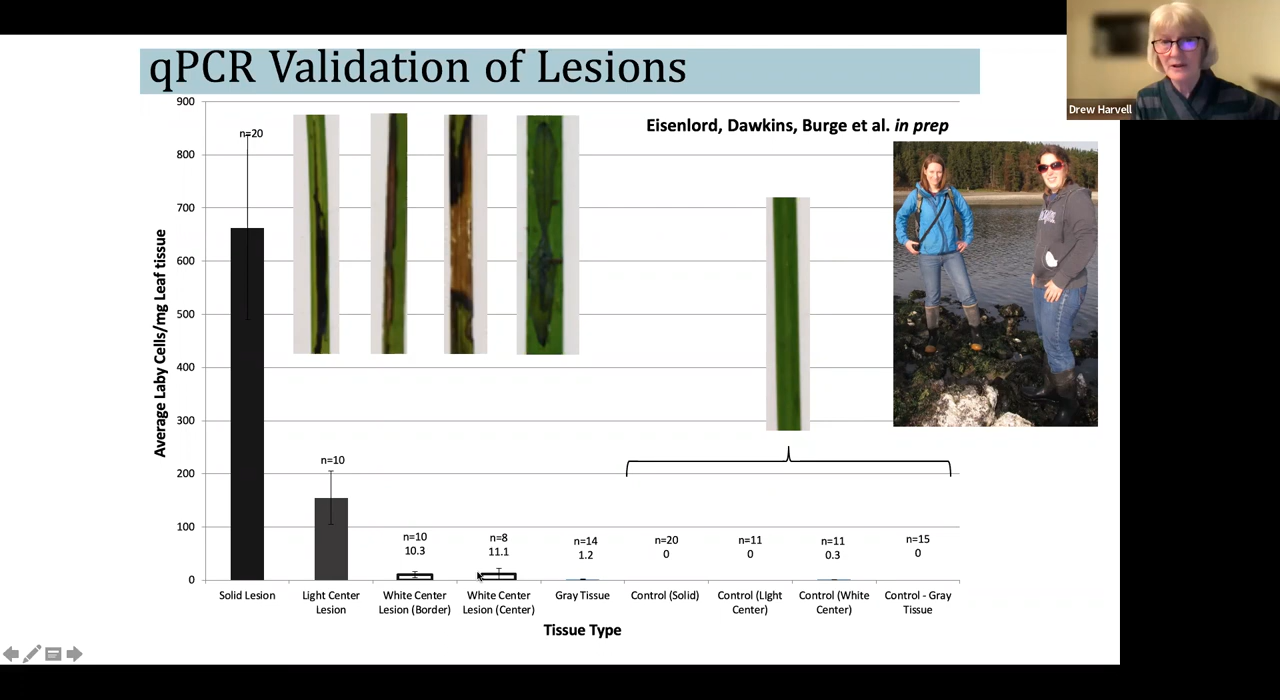 qPCR Validation of Lesions
Drew Harvell
Eisenlord, Dawkins, Burge et al. in prep
Average Laby Cells/mg Leaf tissue
900
800
700
600
500
400
300
200
100
0
n=20
n=10
n=10
10.3
n=8
11.1
n=14
1.2
n=20
0
n=11
0
n=11
0.3
n=15
0
Solid Lesion
Light Center
Lesion
White Center
Lesion (Border)
White Center
Lesion (Center)
Gray Tissue
Control (Solid)
Control (LIght
Center)
Control (White
Center)
Control - Gray
Tissue
Tissue Type